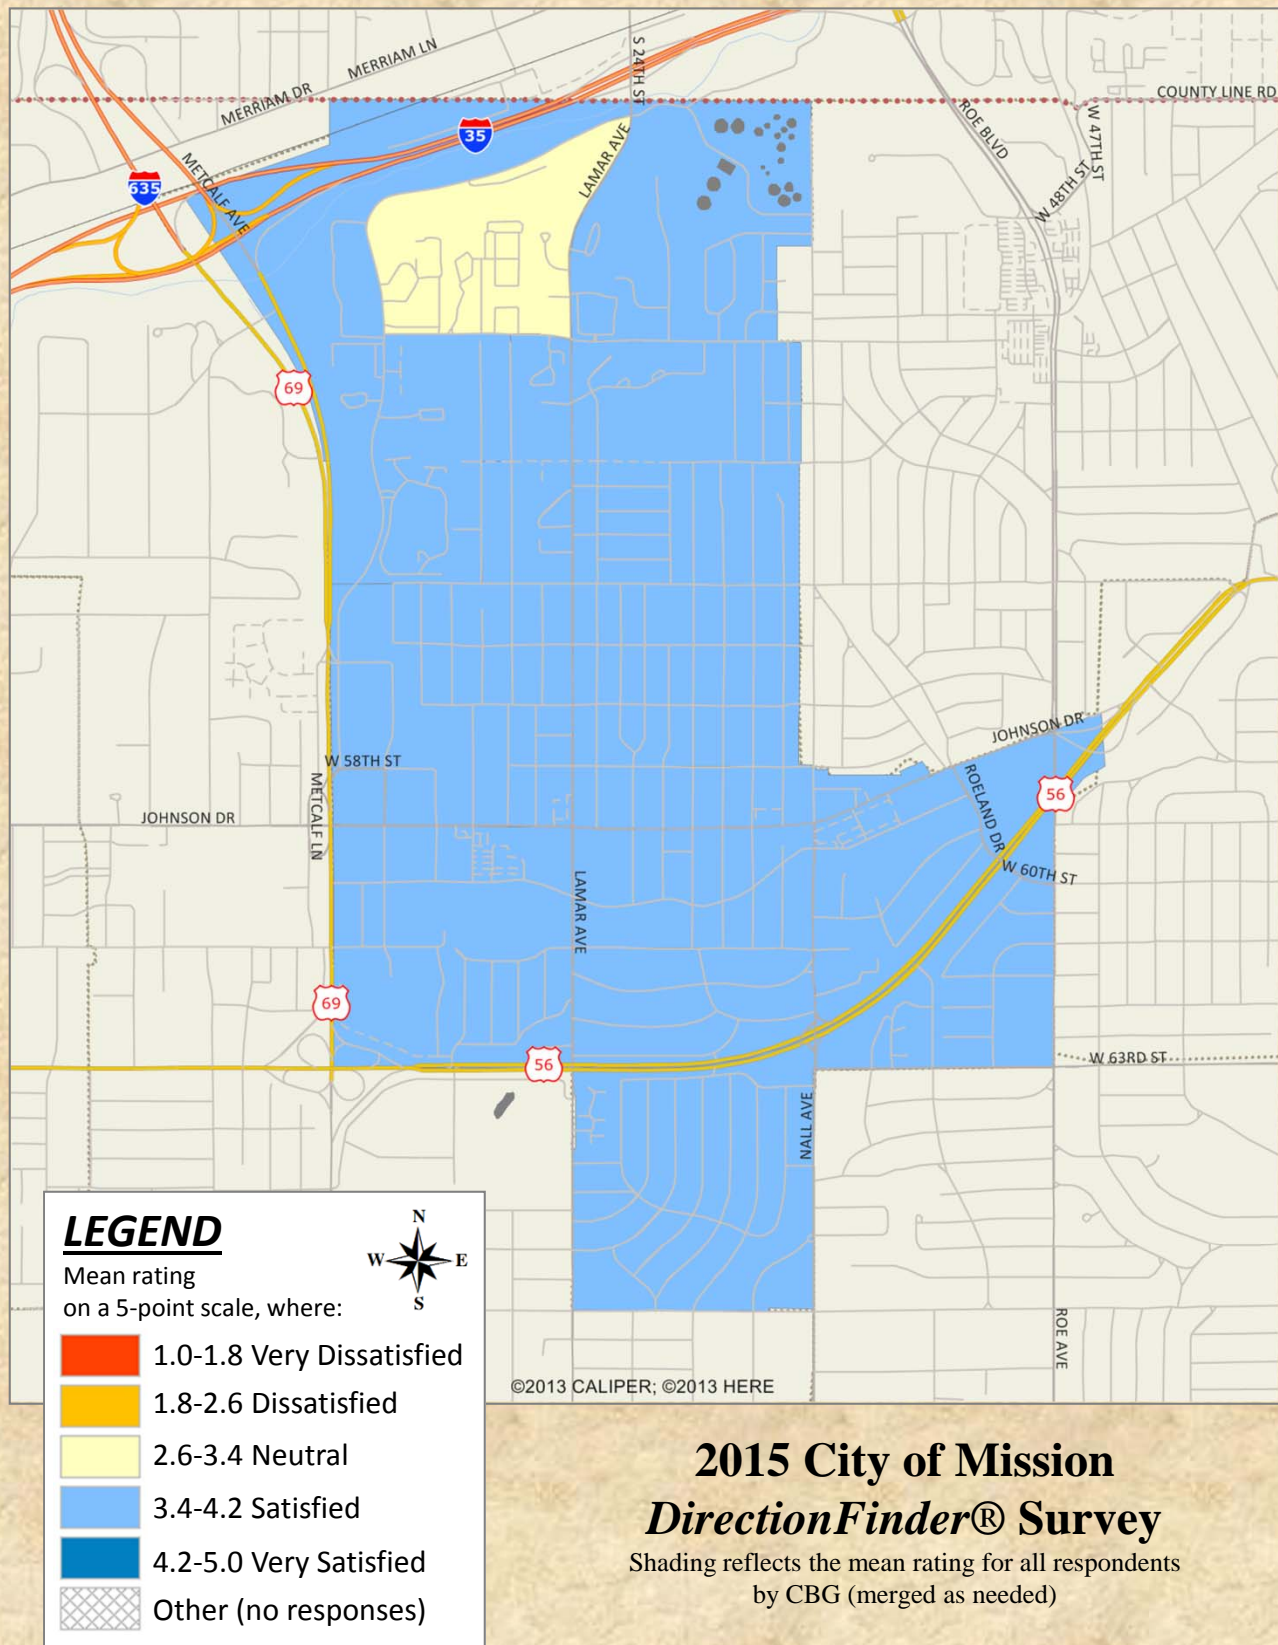 MERRIAM LN
S 24TH ST
MERRIAM DR
COUNTY LINE RD
35
ROE BLVD
W 47TH ST
LAMAR AVE
METCALF AVE
635
W 48TH ST
69
JOHNSON DR
W 58TH ST
ROELAND DR
56
METCALF LN
JOHNSON DR
W 60TH ST
LAMAR AVE
69
56
W 63RD ST
NALL AVE
ROE AVE
©2013 CALIPER; ©2013 HERE
LEGEND
N
W E
S
Mean rating
on a 5-point scale, where:
1.0-1.8 Very Dissatisfied
1.8-2.6 Dissatisfied
2.6-3.4 Neutral
3.4-4.2 Satisfied
4.2-5.0 Very Satisfied
Other (no responses)
2015 City of Mission
DirectionFinder® Survey
Shading reflects the mean rating for all respondents
by CBG (merged as needed)